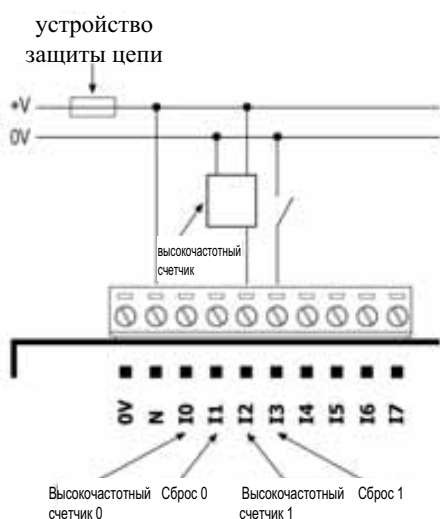 устройство
защиты цепи
+V
0V
высокочастотный
счетчик
0V N I0 I1 I2 I3 I4 I5 I6 I7
Высокочастотный Сброс 0 Высокочастотный Сброс 1
счетчик 0 счетчик 1